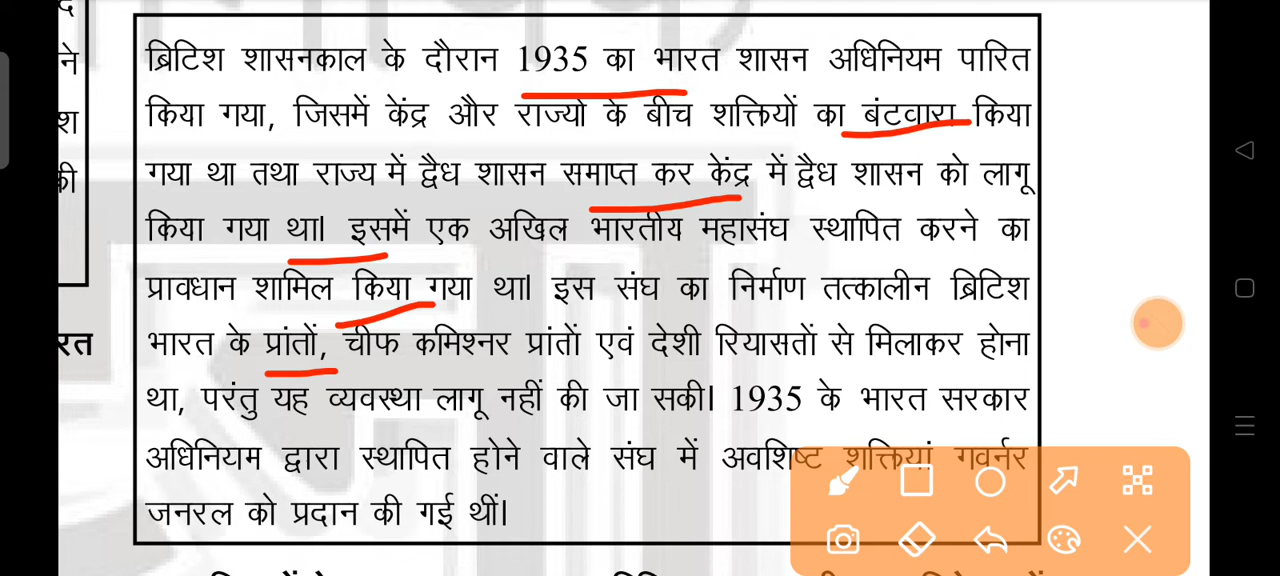 ने
श
की
रत
ब्रिटिश शासनकाल के दौरान 1935 का भारत शासन अधिनियम पारित
किया गया, जिसमें केंद्र और राज्यो के बीच शक्तियों का बंटवारा किया
गया था तथा राज्य में द्वैध शासन समाप्त कर केंद्र में द्वैध शासन को लागू
किया गया था। इसमें एक अखिल भारतीय महासंघ स्थापित करने का
प्रावधान शामिल किया गया था। इस संघ का निर्माण तत्कालीन ब्रिटिश
भारत के प्रांतों, चीफ कमिश्नर प्रांतों एवं देशी रियासतों से मिलाकर होना
था, परंतु यह व्यवस्था लागू नहीं की जा सकी। 1935 के भारत सरकार
अधिनियम द्वारा स्थापित होने वाले संघ में अवशिष्ट शक्तियां गवर्नर
जनरल को प्रदान की गई थीं।